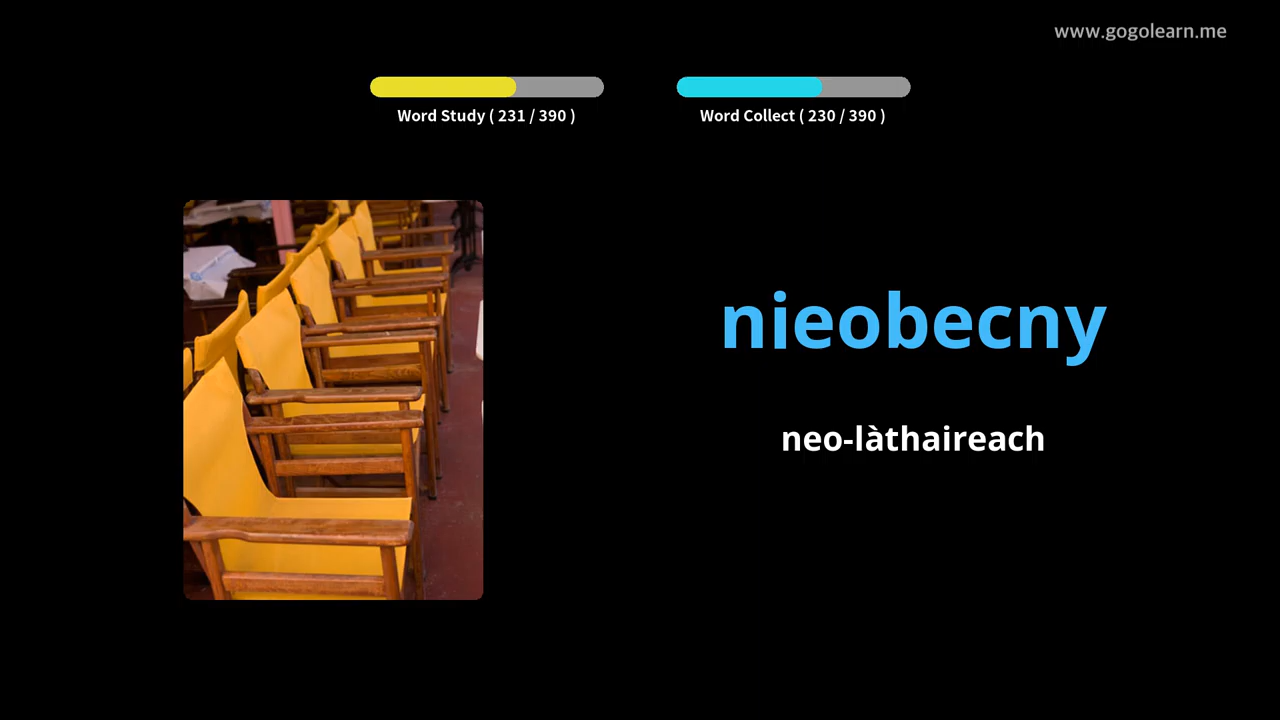 www.gogolearn.me
Word Study ( 231 / 390 )
Word Collect ( 230 / 390 )
nieobecny
neo-làthaireach